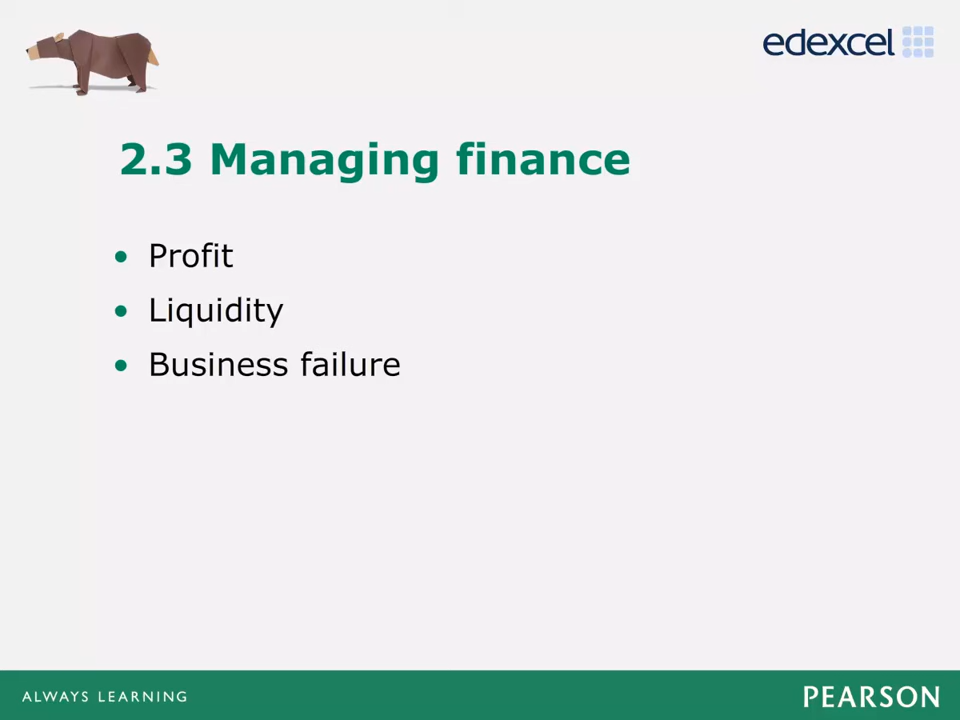 edexcel
2.3 Managing finance
• Profit
• Liquidity
• Business failure
ALWAYS LEARNING
PEARSON